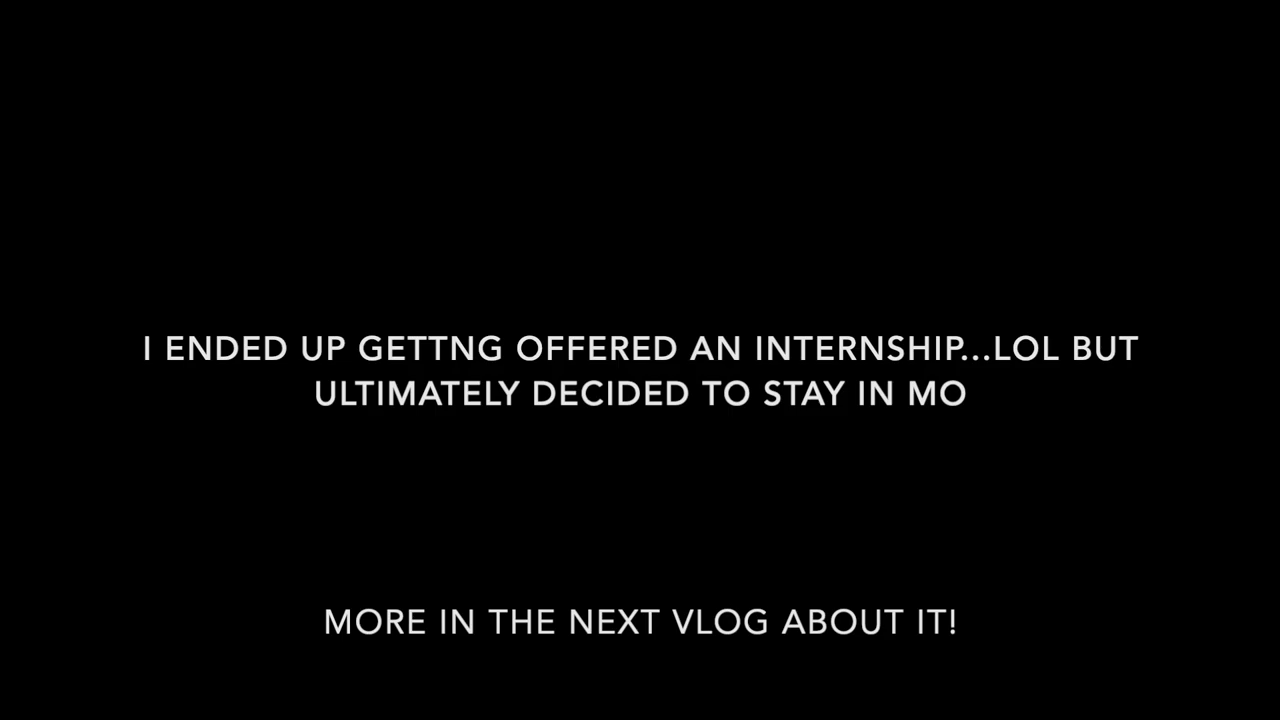 I ENDED UP GETTNG OFFERED AN INTERNSHIP...LOL BUT
ULTIMATELY DECIDED TO STAY IN MO
MORE IN THE NEXT VLOG ABOUT IT!